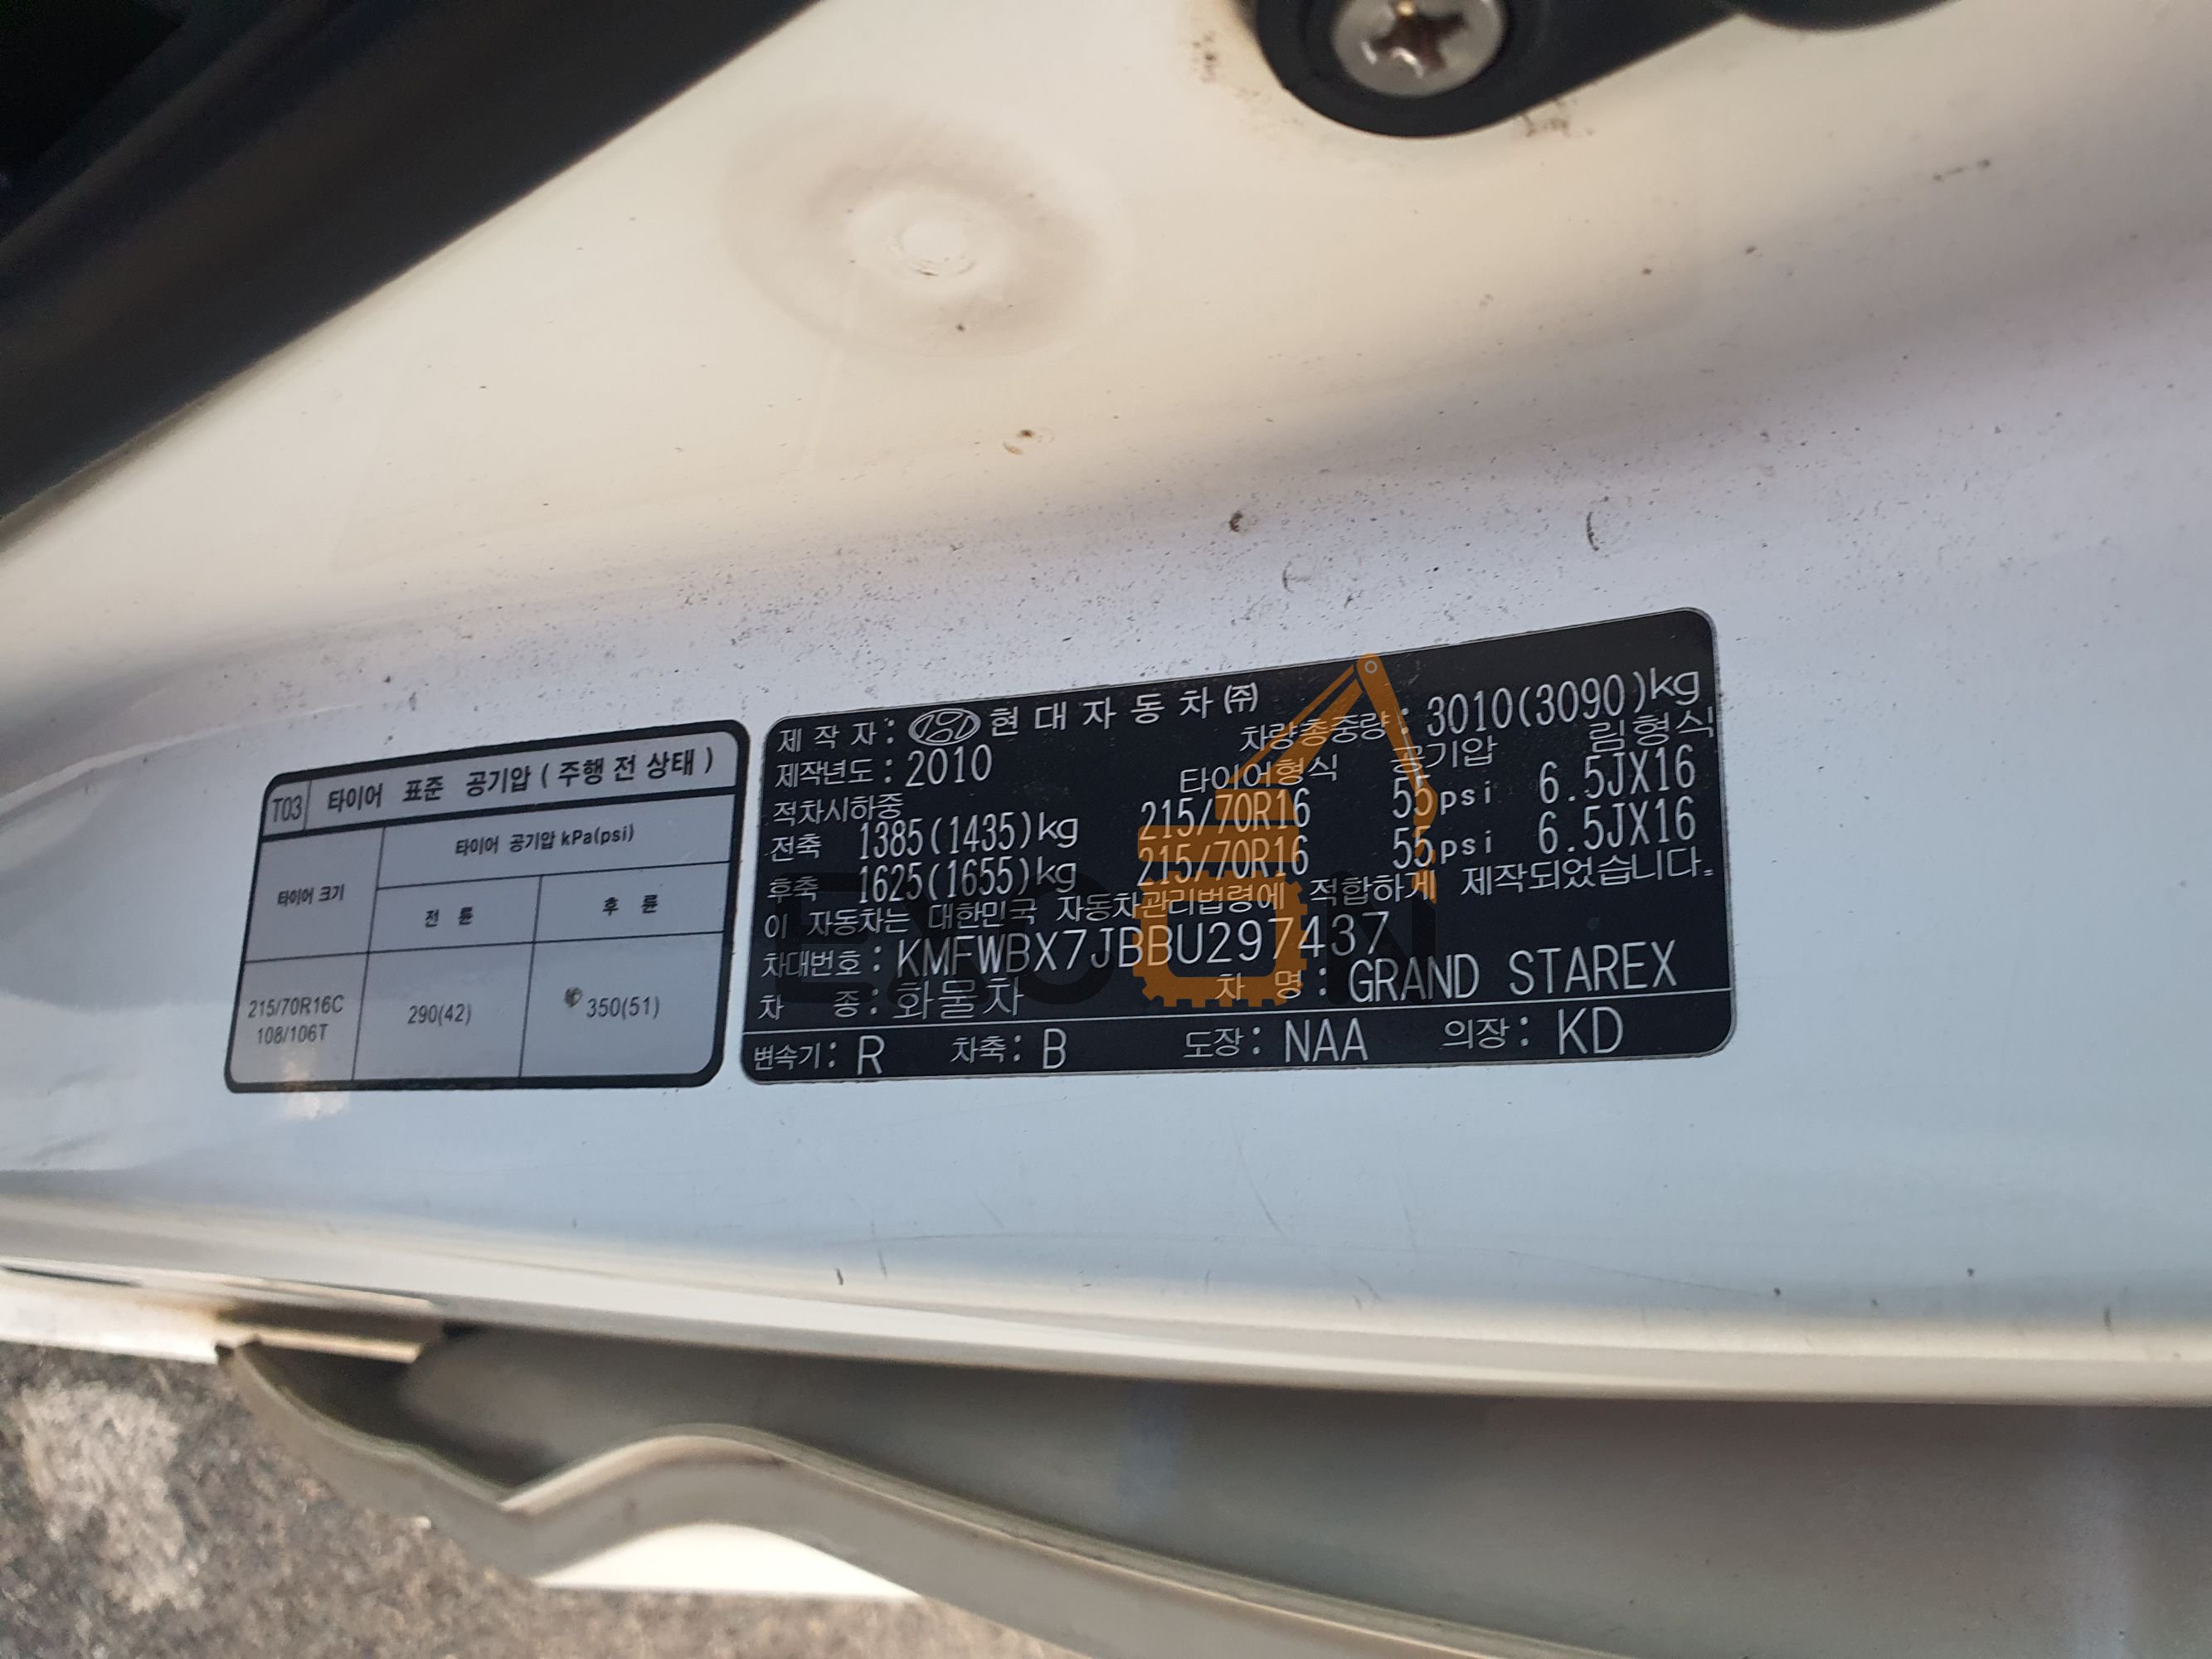 T03 타이어 표준 공기압 ( 주행 전 상태 )
타이어 크기
타이어 공기압 kPa(psi)
전 륜 후 륜
215/70R16C
108/106T
290(42) 350(51)
제 작 자 : 현 대 자 동 차 ㈜
차량총중량 : 3010(3090)kg
제작년도 : 2010
타이어형식 공기압 림형식
적차시하중
전축 1385(1435)kg 215/70R16 55psi 6.5JX16
후축 1625(1655)kg 215/70R16 55psi 6.5JX16
이 자동차는 대한민국 자동차관리법령에 적합하게 제작되었습니다.
차대번호 : KMFWBX7JBBU297437
차 종 : 화물차 차 명 : GRAND STAREX
변속기 : R 차축 : B 도장 : NAA 의장 : KD
EXCON